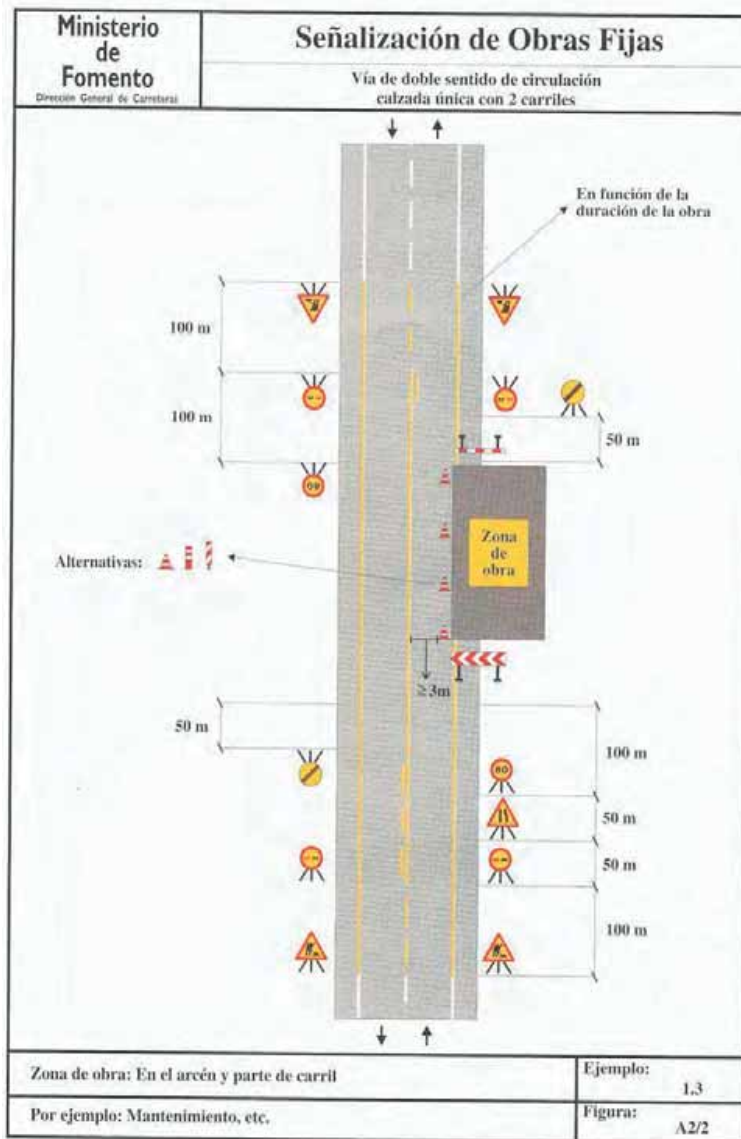 Ministerio
de
Fomento
Dirección General de Carreteras
Señalización de Obras Fijas
Vía de doble sentido de circulación
calzada única con 2 carriles
En función de la
duración de la obra
100 m
100 m
50 m
Zona
de
obra
Alternativas:
≥3m
50 m
100 m
60
50 m
50 m
100 m
Zona de obra: En el arcén y parte de carril
Ejemplo:
1.3
Por ejemplo: Mantenimiento, etc.
Figura:
A2/2